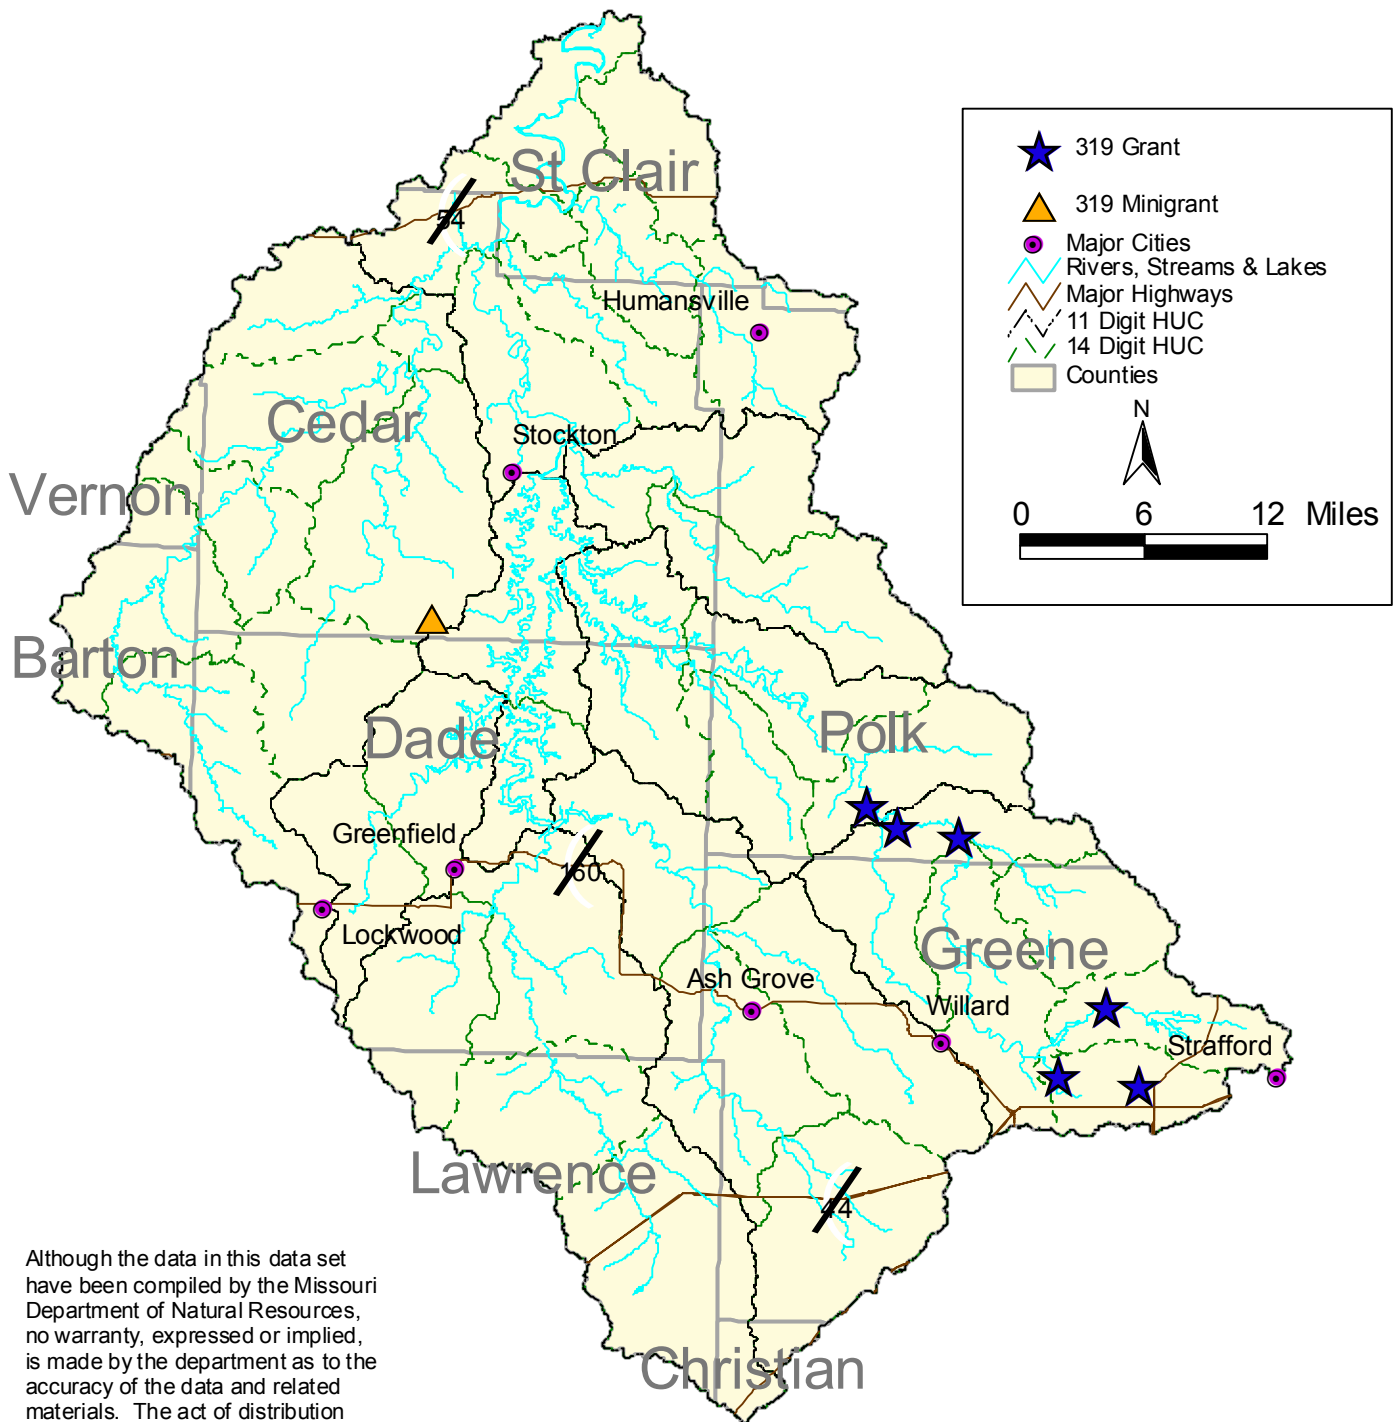 St Clair
54
Humansville
Cedar
Stockton
Vernon
Barton
Dade
Polk
Greenfield
160
Lockwood
Greene
Ash Grove
Willard
Strafford
Lawrence
44
Christian
319 Grant
319 Minigrant
Major Cities
Rivers, Streams & Lakes
Major Highways
11 Digit HUC
14 Digit HUC
Counties
N
0 6 12 Miles
Although the data in this data set
have been compiled by the Missouri
Department of Natural Resources,
no warranty, expressed or implied,
is made by the department as to the
accuracy of the data and related
materials. The act of distribution